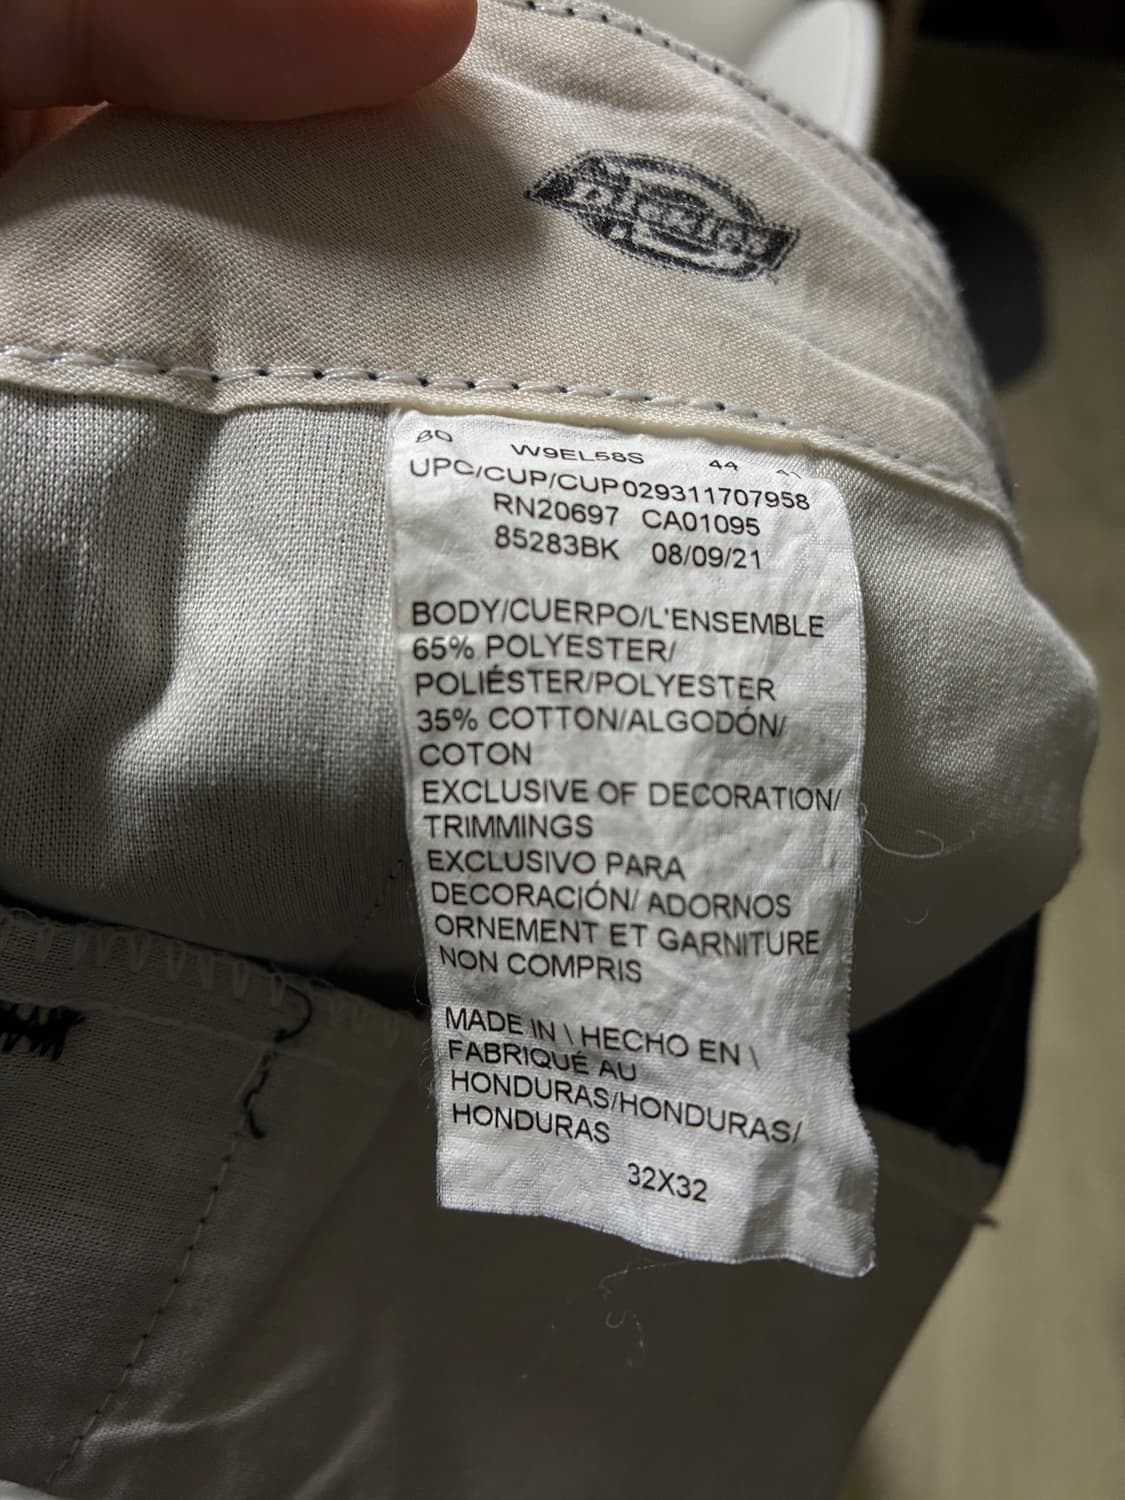 Dickies
BO W9EL58S 44
UPC/CUP/CUP029311707958
RN20697 CA01095
85283BK 08/09/21
BODY/CUERPO/L'ENSEMBLE
65% POLYESTER/
POLIÉSTER/POLYESTER
35% COTTON/ALGODÓN/
COTON
EXCLUSIVE OF DECORATION/
TRIMMINGS
EXCLUSIVO PARA
DECORACIÓN/ ADORNOS
ORNEMENT ET GARNITURE
NON COMPRIS
MADE IN \ HECHO EN \
FABRIQUÉ AU
HONDURAS/HONDURAS/
HONDURAS
32X32